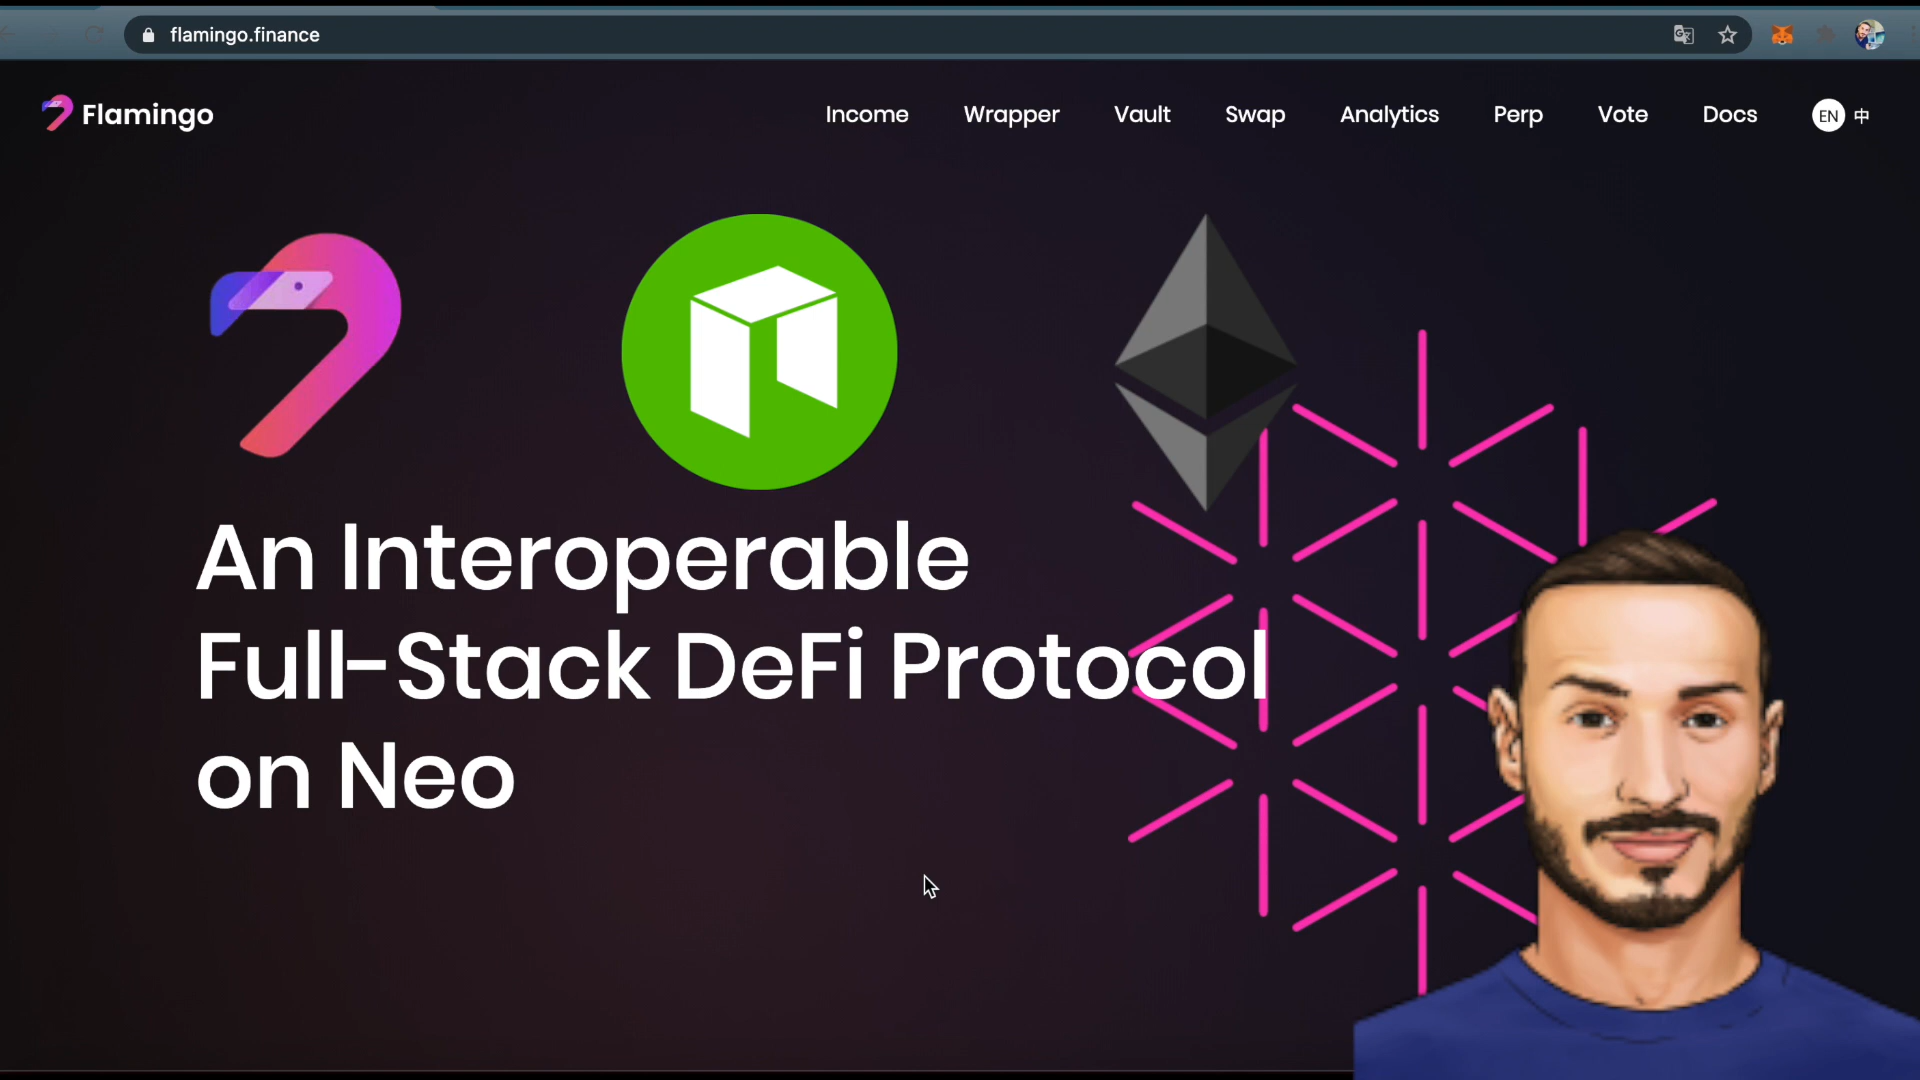 flamingo.finance
Flamingo
Income Wrapper Vault Swap Analytics Perp Vote Docs EN 中
An Interoperable
Full-Stack DeFi Protocol
on Neo